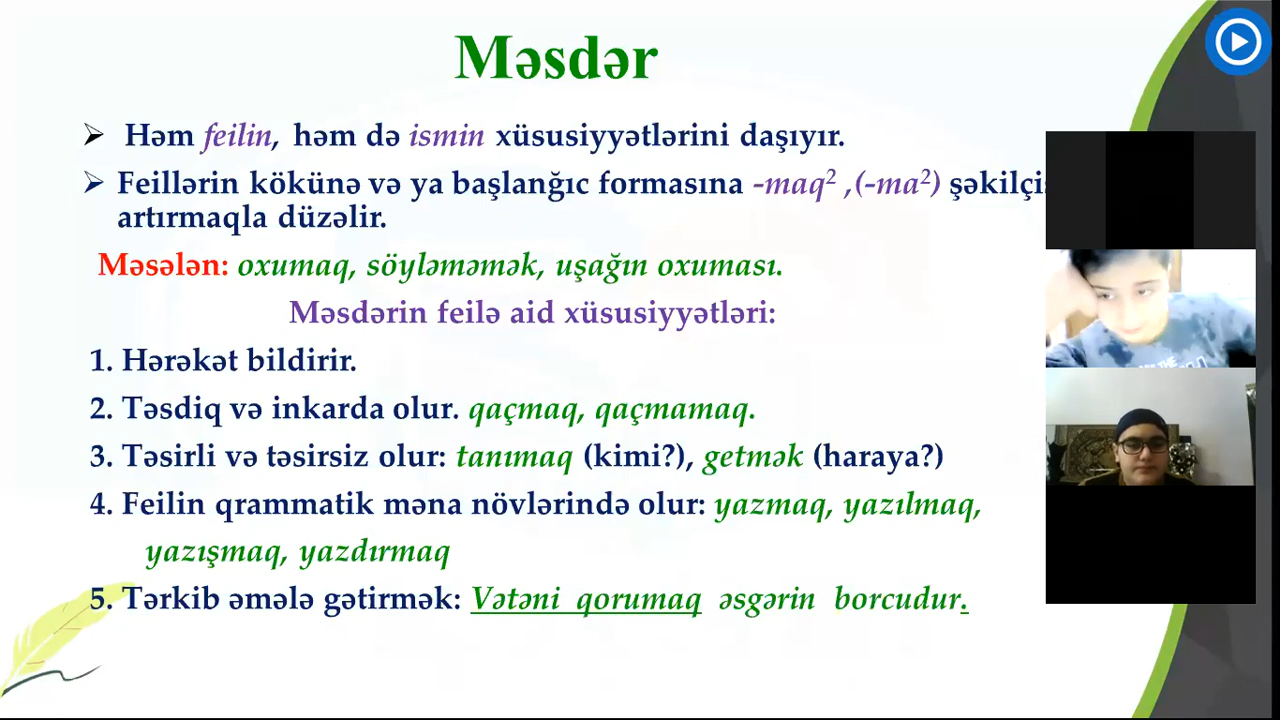 Məsdər
Həm feilin, həm də ismin xüsusiyyətlərini daşıyır.
Feillərin kökünə və ya başlanğıc formasına -maq² ,(-ma²)
artırmaqla düzəlir.
Məsələn: oxumaq, söyləməmək, uşağın oxuması.
Məsdərin feilə aid xüsusiyyətləri:
1. Hərəkət bildirir.
2. Təsdiq və inkarda olur. qaçmaq, qaçmamaq.
3. Təsirli və təsirsiz olur: tanımaq (kimi?), getmək (haraya?)
4. Feilin qrammatik məna növlərində olur: yazmaq, yazılmaq,
yazışmaq, yazdırmaq
5. Tərkib əmələ gətirmək: Vətəni qorumaq əsgərin borcudur.